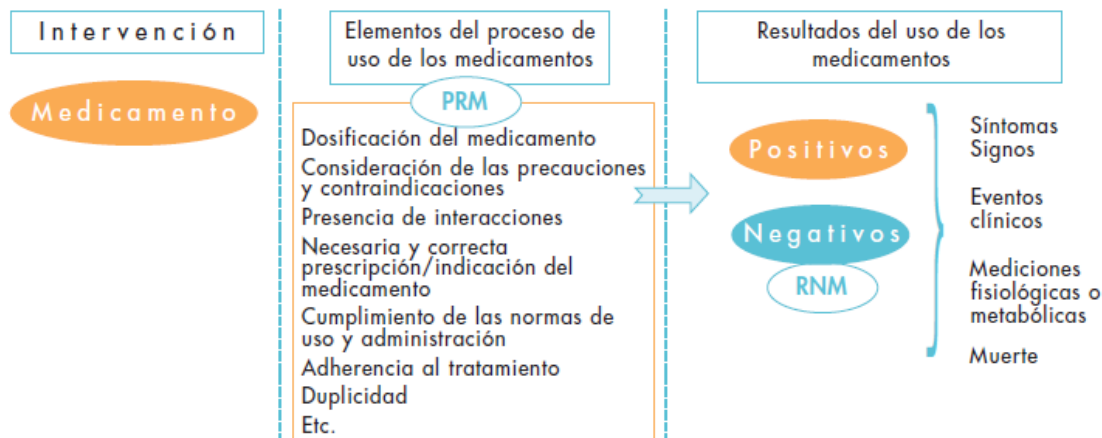 Intervención
Medicamento
Elementos del proceso de
uso de los medicamentos
PRM
Dosificación del medicamento
Consideración de las precauciones
y contraindicaciones
Presencia de interacciones
Necesaria y correcta
prescripción/indicación del
medicamento
Cumplimiento de las normas de
uso y administración
Adherencia al tratamiento
Duplicidad
Etc.
Resultados del uso de los
medicamentos
Positivos
Negativos
RNM
Síntomas
Signos
Eventos
clínicos
Mediciones
fisiológicas o
metabólicas
Muerte